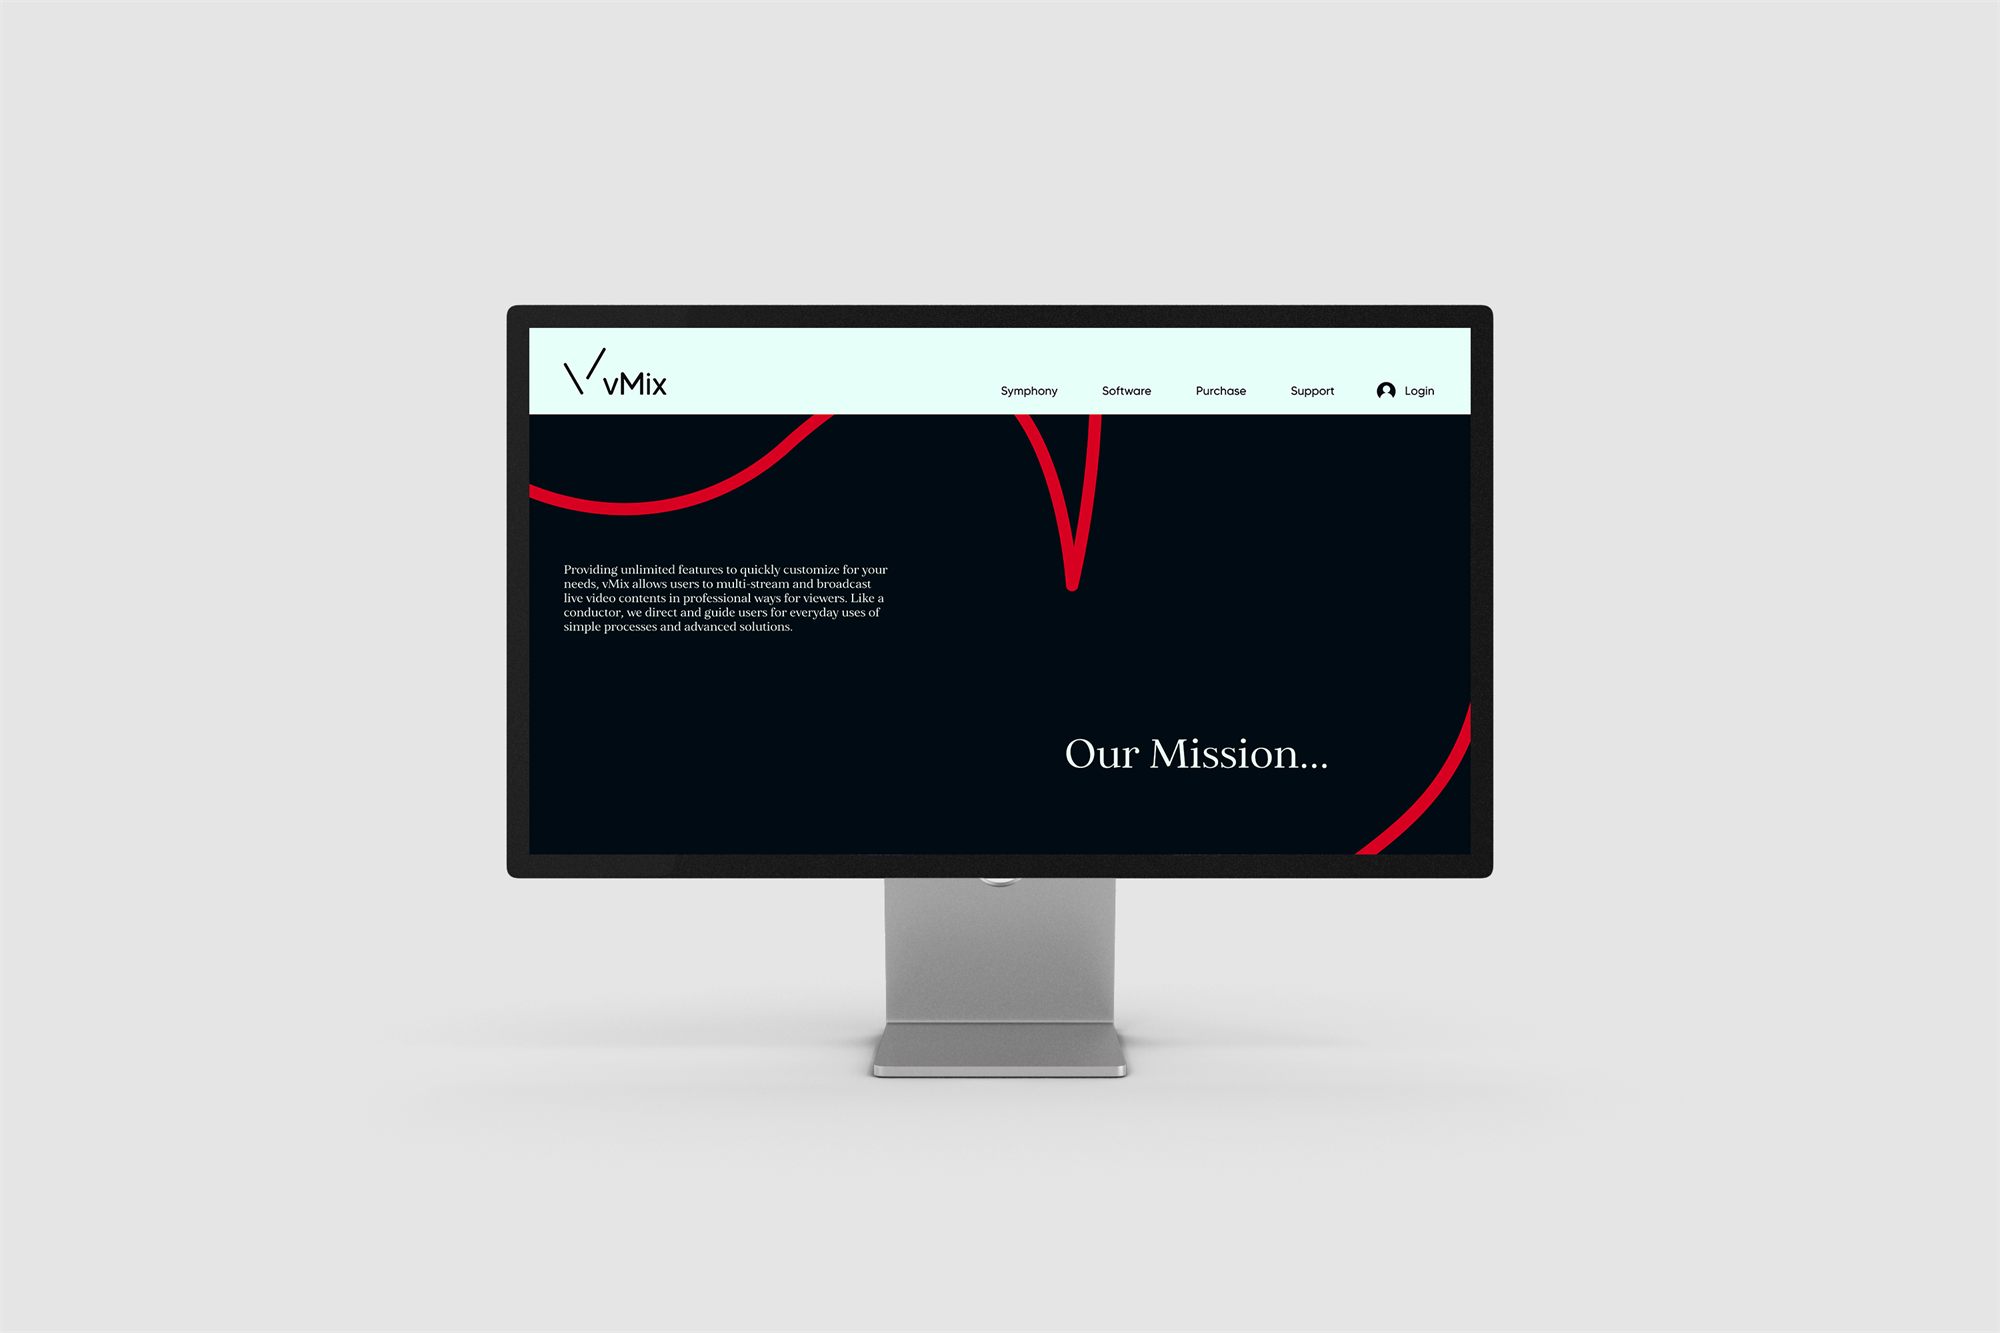 vMix
Symphony
Software
Purchase
Support
Login
Providing unlimited features to quickly customize for your
needs, vMix allows users to multi-stream and broadcast
live video contents in professional ways for viewers. Like a
conductor, we direct and guide users for everyday uses of
simple processes and advanced solutions.
Our Mission...